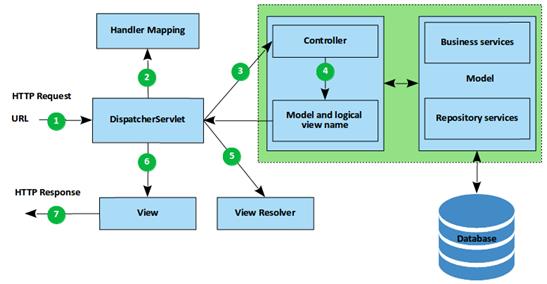 Handler Mapping
2
HTTP Request
URL
1
DispatcherServlet
3
Controller
4
Model and logical
view name
Business services
Model
Repository services
6
5
HTTP Response
7
View
View Resolver
Database